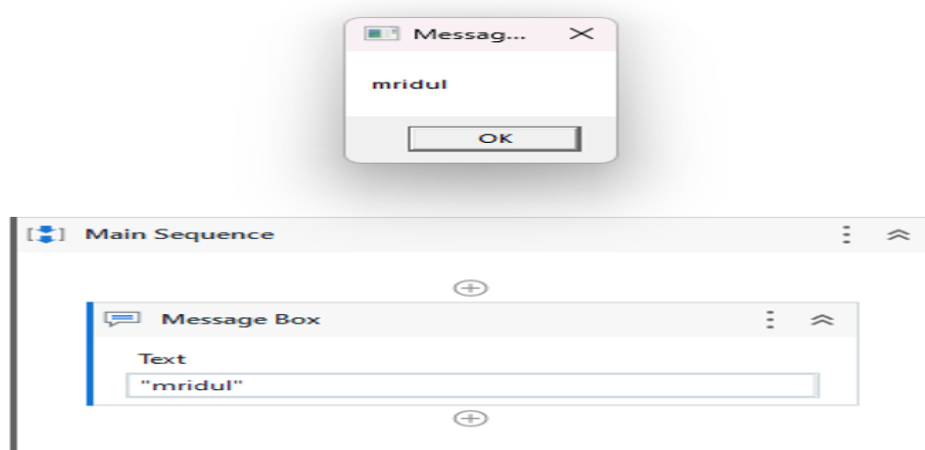 Messag...
mridul
OK
Main Sequence
Message Box
Text
"mridul"